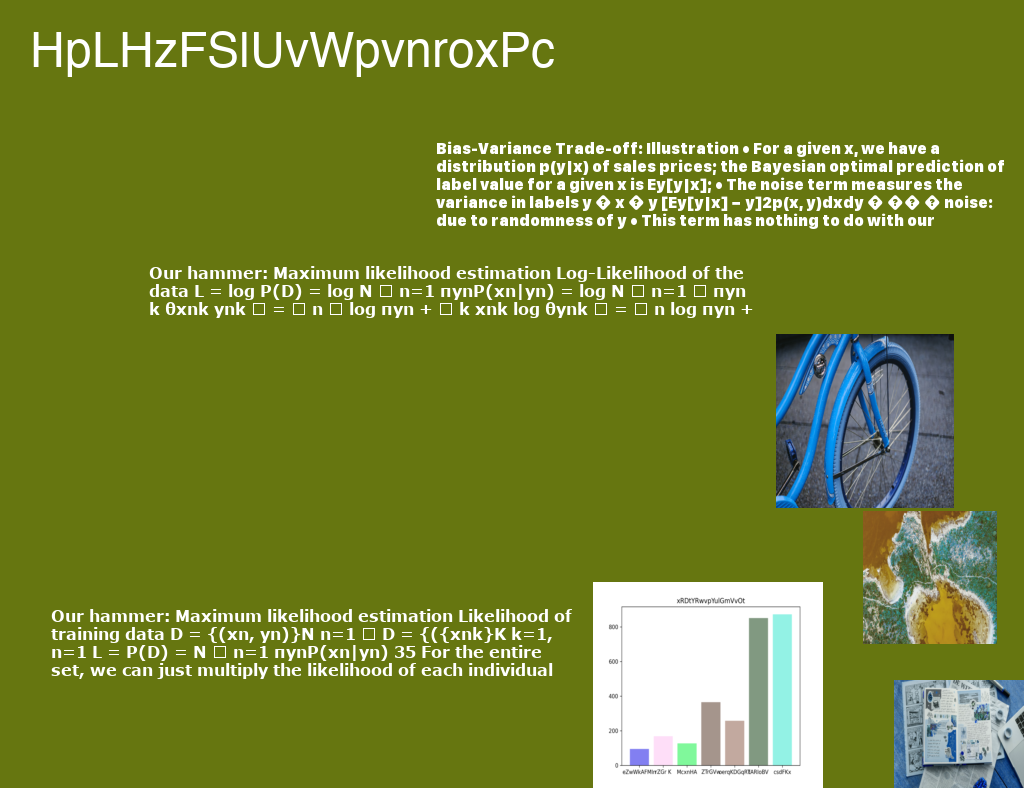 HpLHzFSlUvWpvnroxPc
Bias-Variance Trade-off: Illustration • For a given x, we have a
distribution p(y|x) of sales prices; the Bayesian optimal prediction of
label value for a given x is Ey[y|x]; • The noise term measures the
variance in labels y � x � y [Ey[y|x] − y]2p(x, y)dxdy � �� � noise:
due to randomness of y • This term has nothing to do with our
Our hammer: Maximum likelihood estimation Log-Likelihood of the
data L = log P(D) = log N □ n=1 πynP(xn|yn) = log N □ n=1 □ πyn
k θxnk ynk □ = □ n □ log πyn + □ k xnk log θynk □ = □ n log πyn +
Our hammer: Maximum likelihood estimation Likelihood of
training data D = {(xn, yn)}N n=1 □ D = {({xnk}K k=1,
n=1 L = P(D) = N □ n=1 πynP(xn|yn) 35 For the entire
set, we can just multiply the likelihood of each individual
800
600
400
200
0
McxnHA
csdFKx